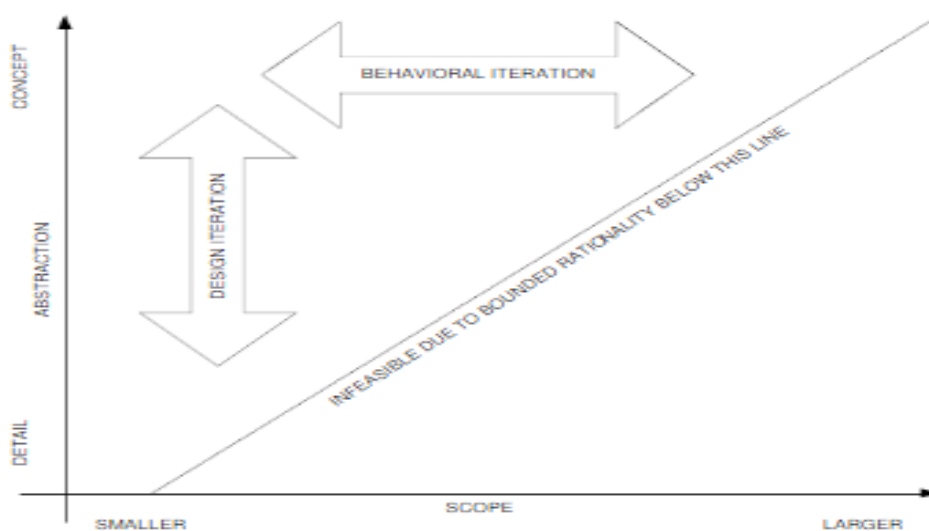 CONCEPT
BEHAVIORAL ITERATION
DESIGN ITERATION
ABSTRACTION
INFEASIBLE DUE TO BOUNDED RATIONALITY BELOW THIS LINE
DETAIL
SCOPE
SMALLER
LARGER